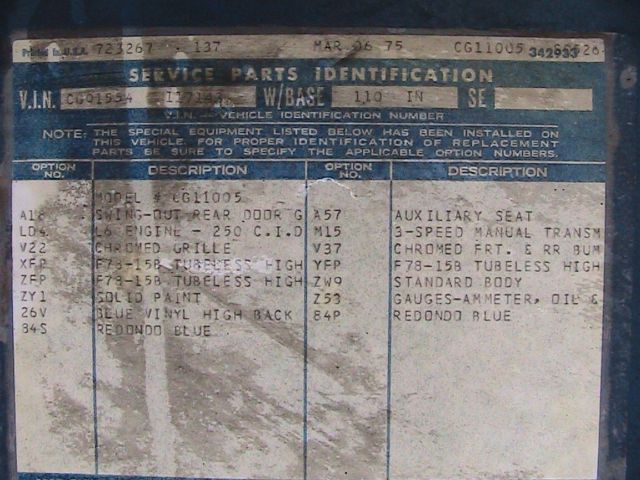 Printed in U.S.A. 723267 . 137 MAR 06 75 CG11005 342933
SERVICE PARTS IDENTIFICATION
V.I.N. W/BASE 110 IN SE
V.I.N. – VEHICLE IDENTIFICATION NUMBER
NOTE: THE SPECIAL EQUIPMENT LISTED BELOW HAS BEEN INSTALLED ON
THIS VEHICLE. FOR PROPER IDENTIFICATION OF REPLACEMENT
PARTS BE SURE TO SPECIFY THE APPLICABLE OPTION NUMBERS.
OPTION NO. DESCRIPTION OPTION NO. DESCRIPTION
MODEL # CG11005
A18 SWING-OUT REAR DOOR G A57 AUXILIARY SEAT
LD4 L6 ENGINE - 250 C.I.D M15 3-SPEED MANUAL TRANSM
V22 CHROMED GRILLE V37 CHROMED FRT. & RR BUM
XFP F78-15B TUBELESS HIGH YFP F78-15B TUBELESS HIGH
ZFP F78-15B TUBELESS HIGH ZW9 STANDARD BODY
ZY1 SOLID PAINT Z53 GAUGES-AMMETER, OIL &
26V BLUE VINYL HIGH BACK 84P REDONDO BLUE
84S REDONDO BLUE